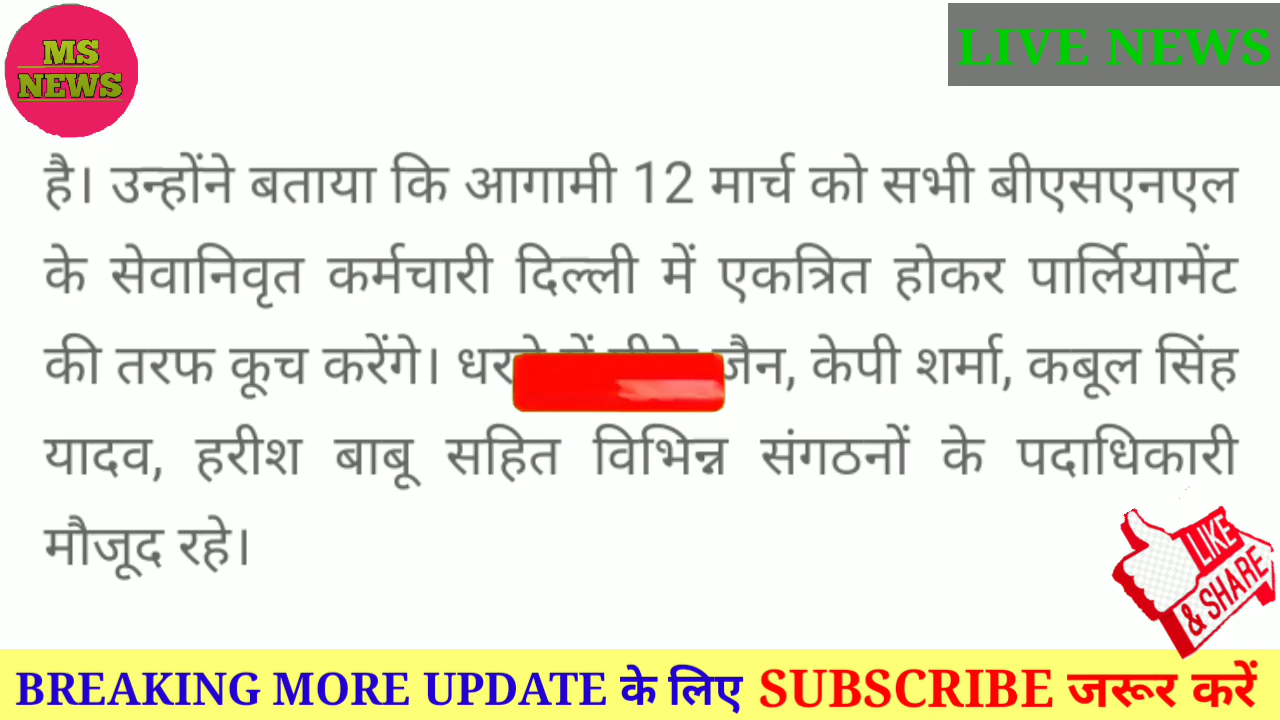 MS
NEWS
LIVE NEWS
है। उन्होंने बताया कि आगामी 12 मार्च को सभी बीएसएनएल
के सेवानिवृत कर्मचारी दिल्ली में एकत्रित होकर पार्लियामेंट
की तरफ कूच करेंगे। जैन, केपी शर्मा, कबूल सिंह
यादव, हरीश बाबू सहित विभिन्न संगठनों के पदाधिकारी
मौजूद रहे।
LIKE
& SHARE
BREAKING MORE UPDATE के लिए SUBSCRIBE जरूर करें